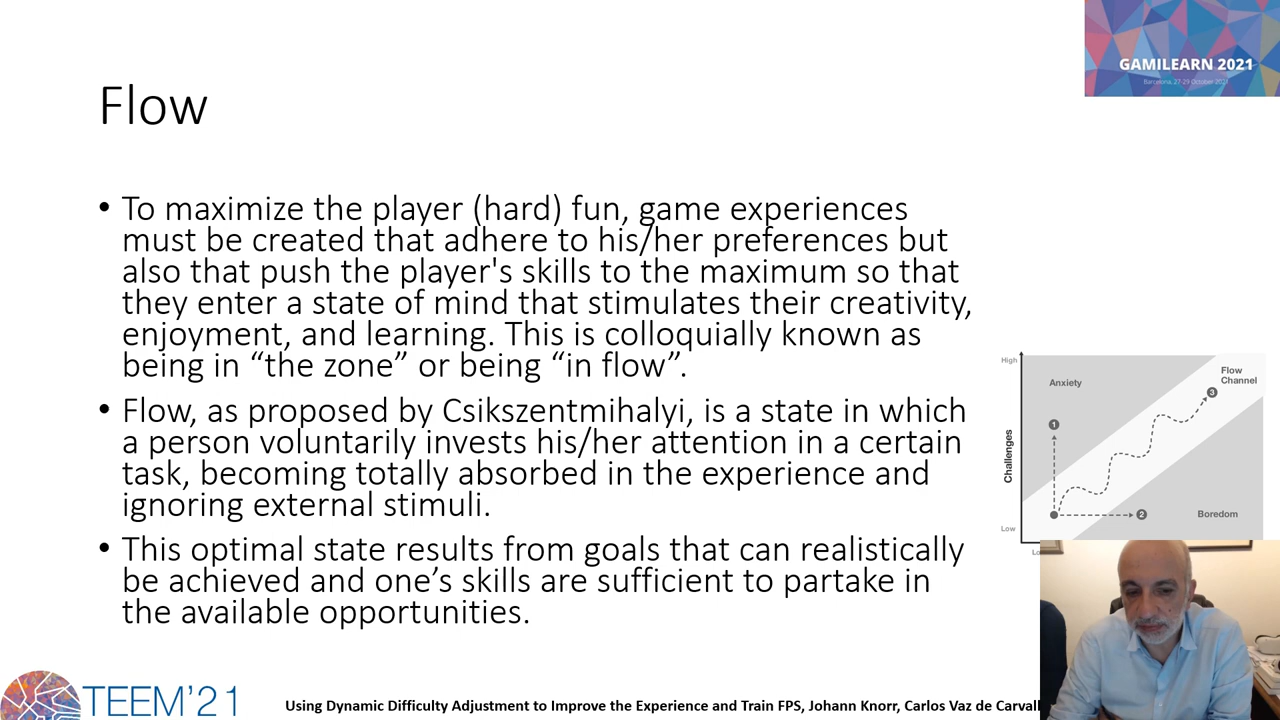 GAMILEARN 2021
Barcelona, 27-29 October 2021
Flow
• To maximize the player (hard) fun, game experiences
must be created that adhere to his/her preferences but
also that push the player's skills to the maximum so that
they enter a state of mind that stimulates their creativity,
enjoyment, and learning. This is colloquially known as
being in “the zone” or being “in flow”.
• Flow, as proposed by Csikszentmihalyi, is a state in which
a person voluntarily invests his/her attention in a certain
task, becoming totally absorbed in the experience and
ignoring external stimuli.
• This optimal state results from goals that can realistically
be achieved and one’s skills are sufficient to partake in
the available opportunities.
High
Anxiety
Flow
Channel
3
1
Challenges
2
Boredom
Low
TEEM’21
Using Dynamic Difficulty Adjustment to Improve the Experience and Train FPS, Johann Knorr, Carlos Vaz de